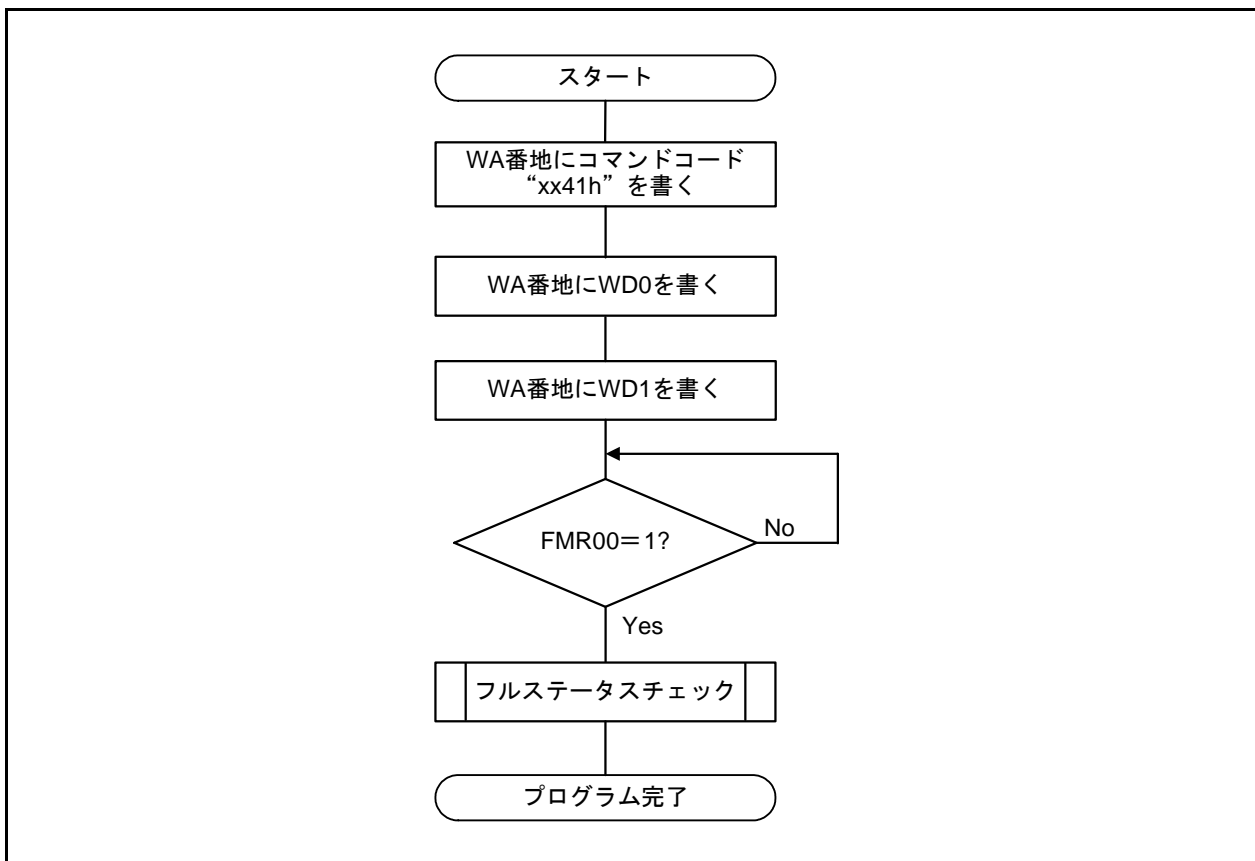 スタート
WA番地にコマンドコード
“xx41h”を書く
WA番地にWD0を書く
WA番地にWD1を書く
FMR00＝1?
No
Yes
フルステータスチェック
プログラム完了